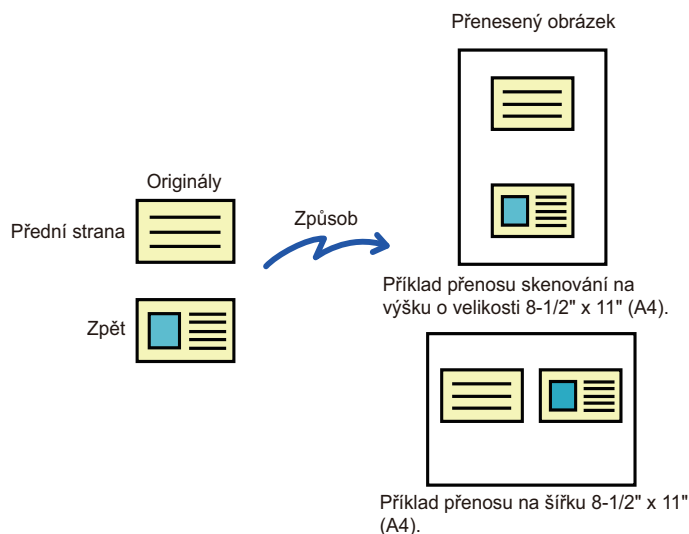 Přenesený obrázek
Originály
Přední strana
Způsob
Zpět
Příklad přenosu skenování na
výšku o velikosti 8-1/2" x 11" (A4).
Příklad přenosu na šířku 8-1/2" x 11"
(A4).